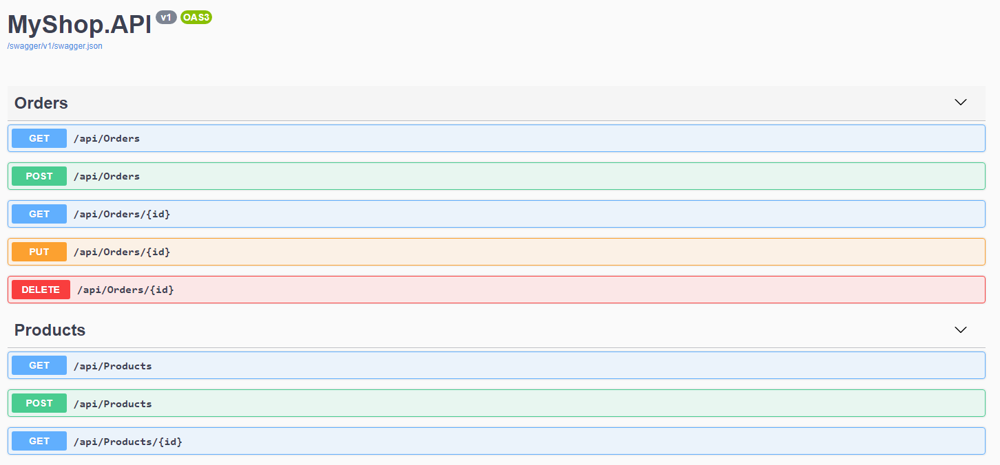 MyShop.API v1 OAS3
/swagger/v1/swagger.json
Orders
GET /api/Orders
POST /api/Orders
GET /api/Orders/{id}
PUT /api/Orders/{id}
DELETE /api/Orders/{id}
Products
GET /api/Products
POST /api/Products
GET /api/Products/{id}